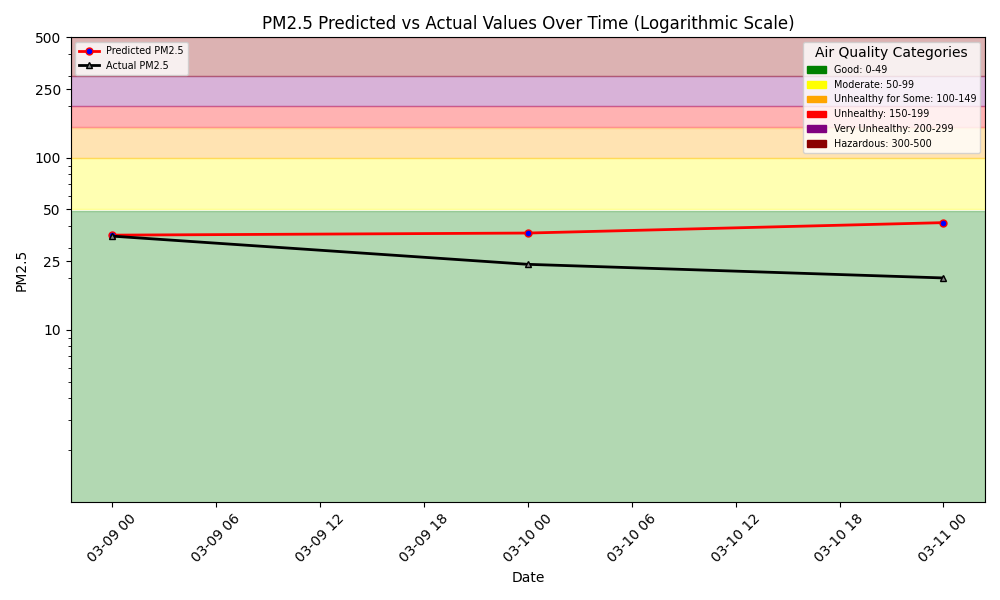 PM2.5 Predicted vs Actual Values Over Time (Logarithmic Scale)
Predicted PM2.5
Actual PM2.5
Air Quality Categories
Good: 0-49
Moderate: 50-99
Unhealthy for Some: 100-149
Unhealthy: 150-199
Very Unhealthy: 200-299
Hazardous: 300-500
500
250
100
50
25
10
PM2.5
03-09 00
03-09 06
03-09 12
03-09 18
03-10 00
03-10 06
03-10 12
03-10 18
03-11 00
Date